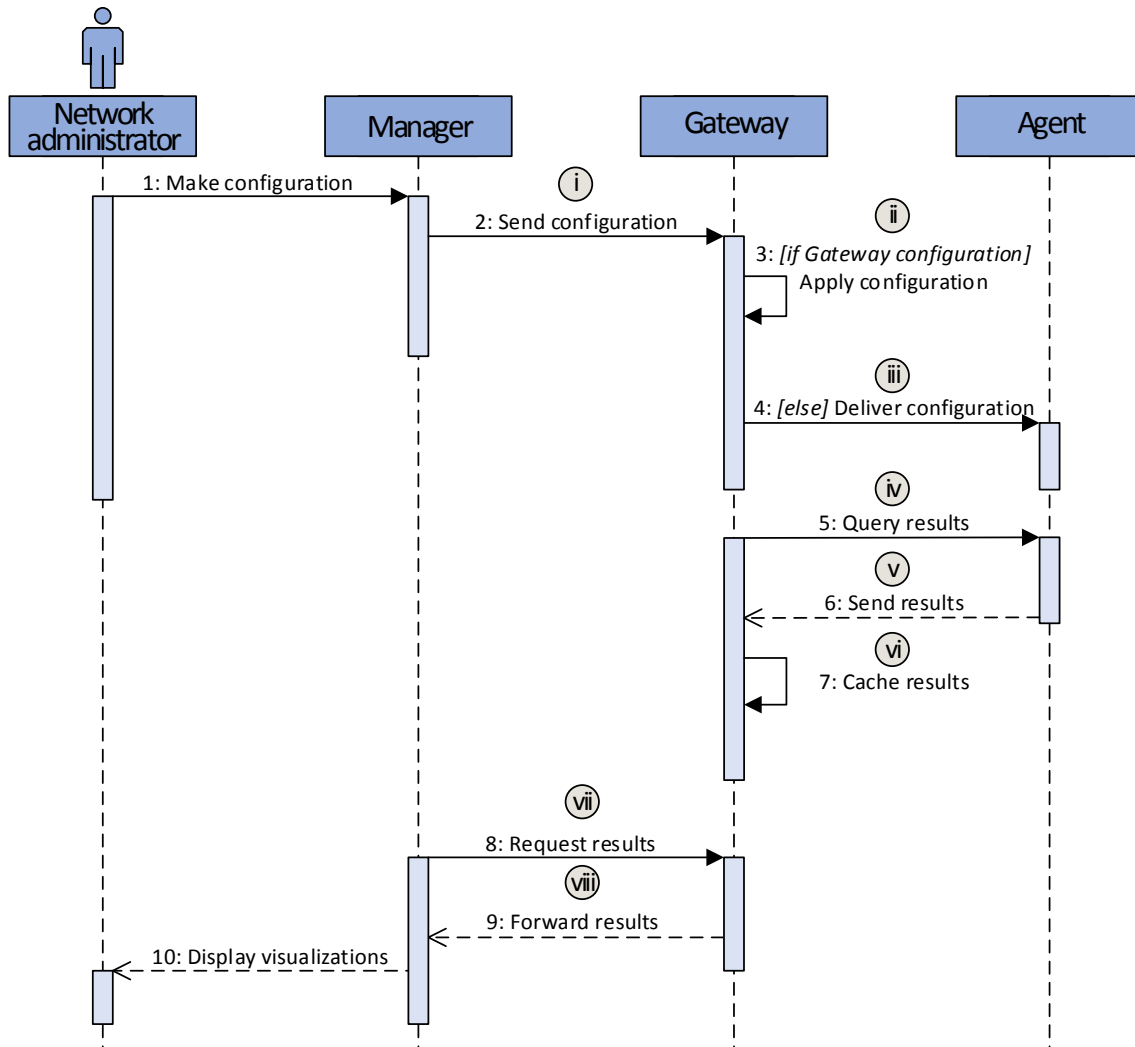 Network
administrator
Manager
Gateway
Agent
1: Make configuration
i
2: Send configuration
ii
3: [if Gateway configuration]
Apply configuration
iii
4: [else] Deliver configuration
iv
5: Query results
v
6: Send results
vi
7: Cache results
vii
8: Request results
viii
9: Forward results
10: Display visualizations